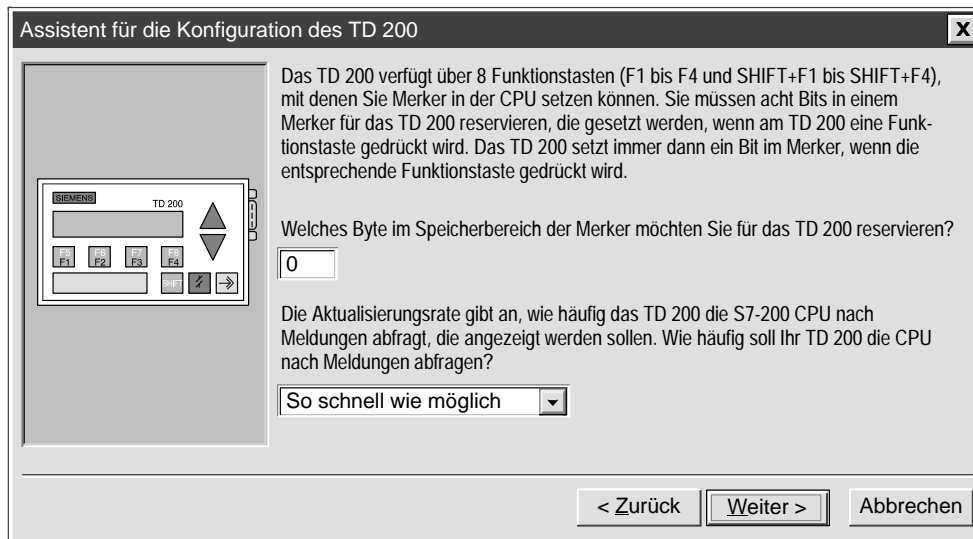 Assistent für die Konfiguration des TD 200
X
Das TD 200 verfügt über 8 Funktionstasten (F1 bis F4 und SHIFT+F1 bis SHIFT+F4),
mit denen Sie Merker in der CPU setzen können. Sie müssen acht Bits in einem
Merker für das TD 200 reservieren, die gesetzt werden, wenn am TD 200 eine Funk-
tionstaste gedrückt wird. Das TD 200 setzt immer dann ein Bit im Merker, wenn die
entsprechende Funktionstaste gedrückt wird.
SIEMENS
TD 200
F5 F6 F7 F8
F1 F2 F3 F4
SHIFT
Welches Byte im Speicherbereich der Merker möchten Sie für das TD 200 reservieren?
0
Die Aktualisierungsrate gibt an, wie häufig das TD 200 die S7-200 CPU nach
Meldungen abfragt, die angezeigt werden sollen. Wie häufig soll Ihr TD 200 die CPU
nach Meldungen abfragen?
So schnell wie möglich
< Zurück
Weiter >
Abbrechen